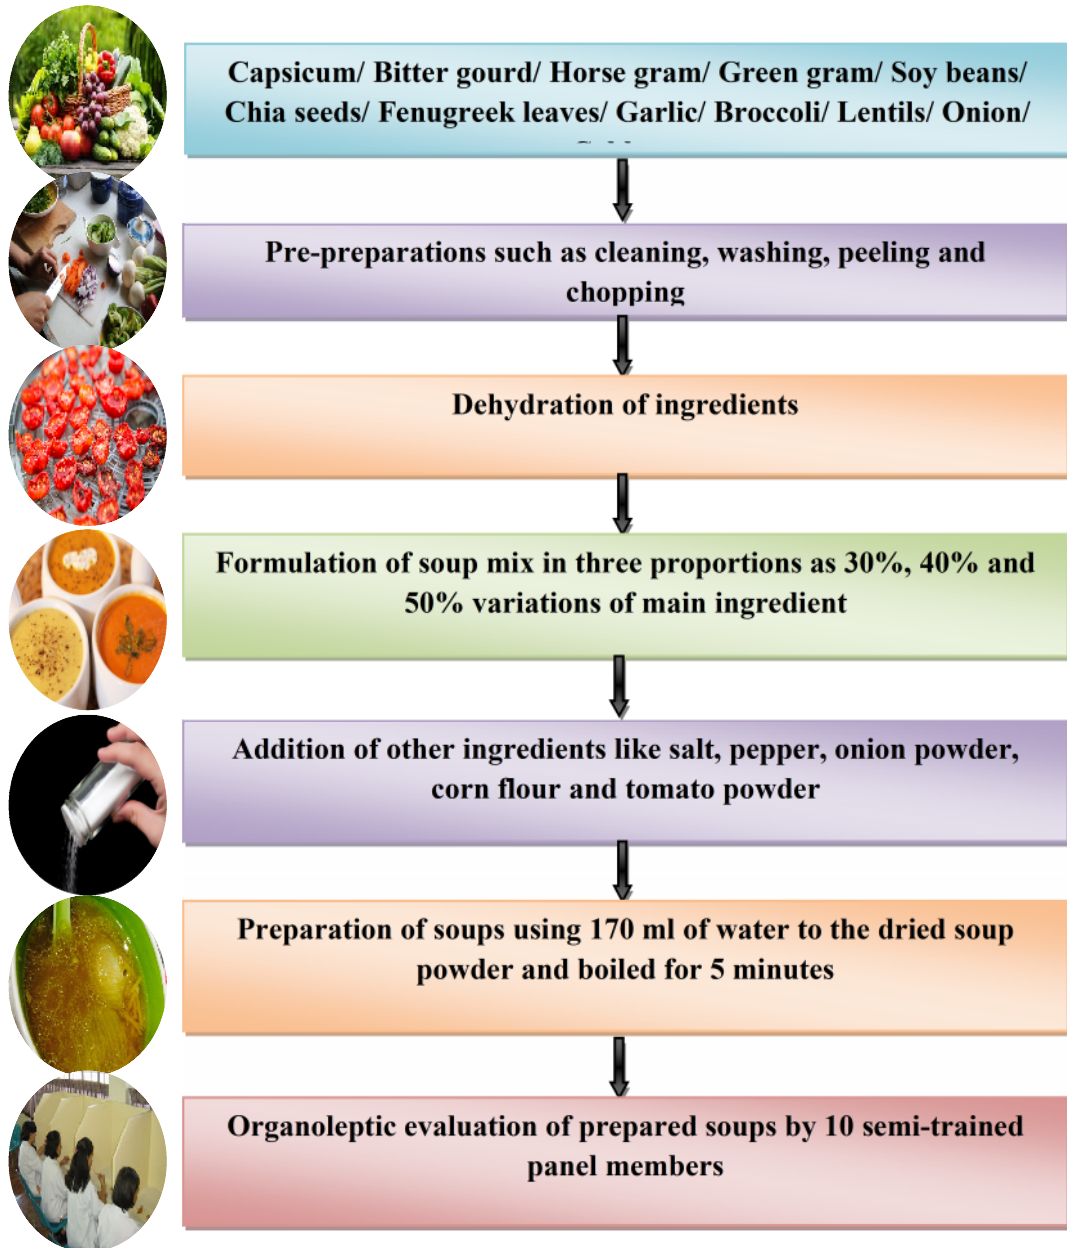 Capsicum/ Bitter gourd/ Horse gram/ Green gram/ Soy beans/
Chia seeds/ Fenugreek leaves/ Garlic/ Broccoli/ Lentils/ Onion/
Pre-preparations such as cleaning, washing, peeling and
chopping
Dehydration of ingredients
Formulation of soup mix in three proportions as 30%, 40% and
50% variations of main ingredient
Addition of other ingredients like salt, pepper, onion powder,
corn flour and tomato powder
Preparation of soups using 170 ml of water to the dried soup
powder and boiled for 5 minutes
Organoleptic evaluation of prepared soups by 10 semi-trained
panel members